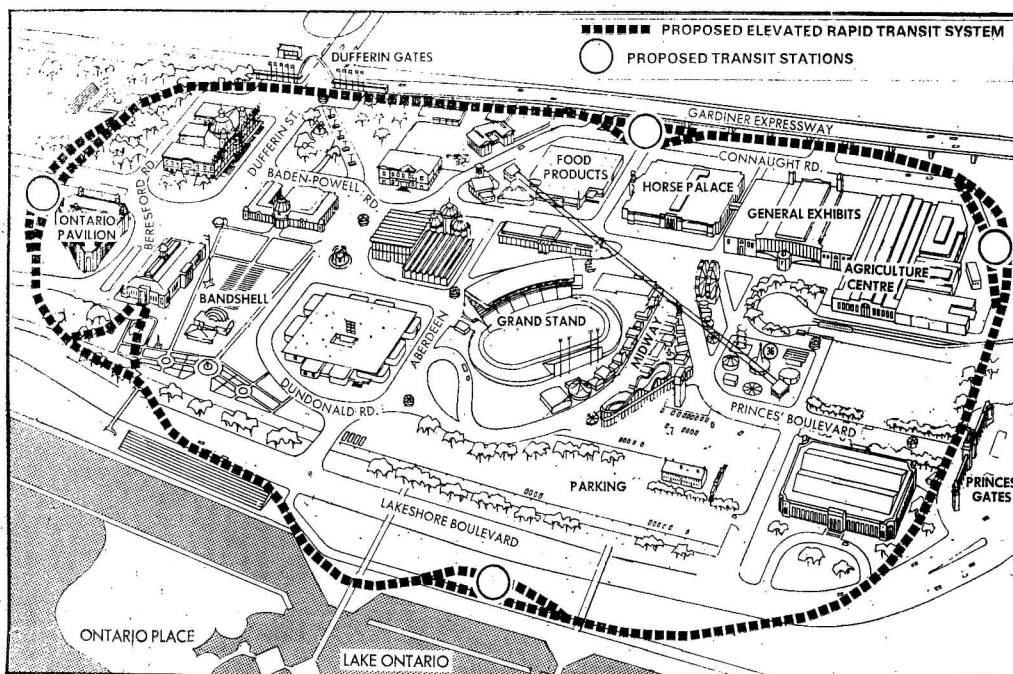 PROPOSED ELEVATED RAPID TRANSIT SYSTEM
PROPOSED TRANSIT STATIONS
DUFFERIN GATES
GARDINER EXPRESSWAY
CONNAUGHT RD.
DUFFERIN ST.
BADEN-POWELL RD
BERESFORD RD.
FOOD
PRODUCTS
HORSE PALACE
GENERAL EXHIBITS
AGRICULTURE
CENTRE
ONTARIO
PAVILION
BANDSHELL
GRAND STAND
ABERDEEN
MIDWAY
DUNDONALD RD.
PRINCES' BOULEVARD
PRINCES'
GATES
PARKING
LAKESHORE BOULEVARD
ONTARIO PLACE
LAKE ONTARIO